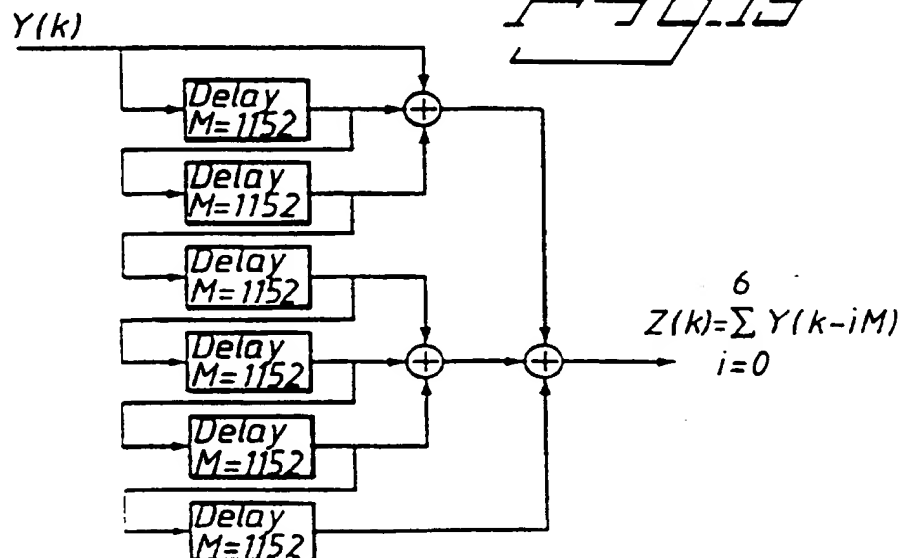 Y(k)
Delay
M=1152
Delay
M=1152
Delay
M=1152
Delay
M=1152
Delay
M=1152
Delay
M=1152
6
Z(k)=Σ Y(k-iM)
i=0